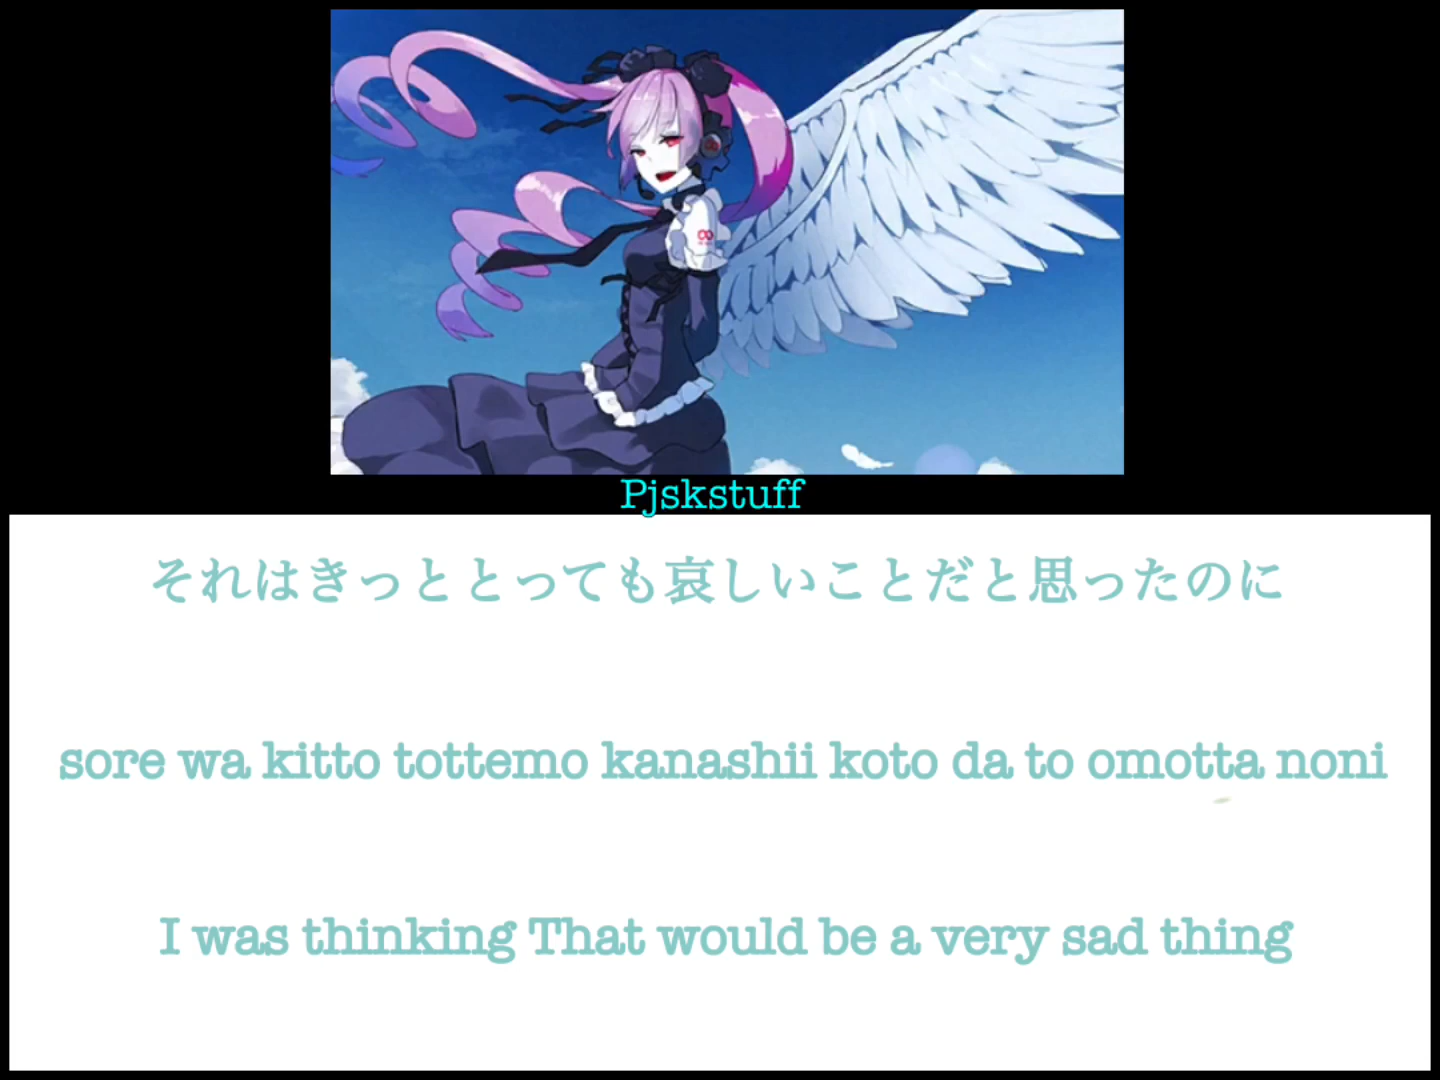 Pjskstuff
それはきっととっても哀しいことだと思ったのに
sore wa kitto tottemo kanashii koto da to omotta noni
I was thinking That would be a very sad thing